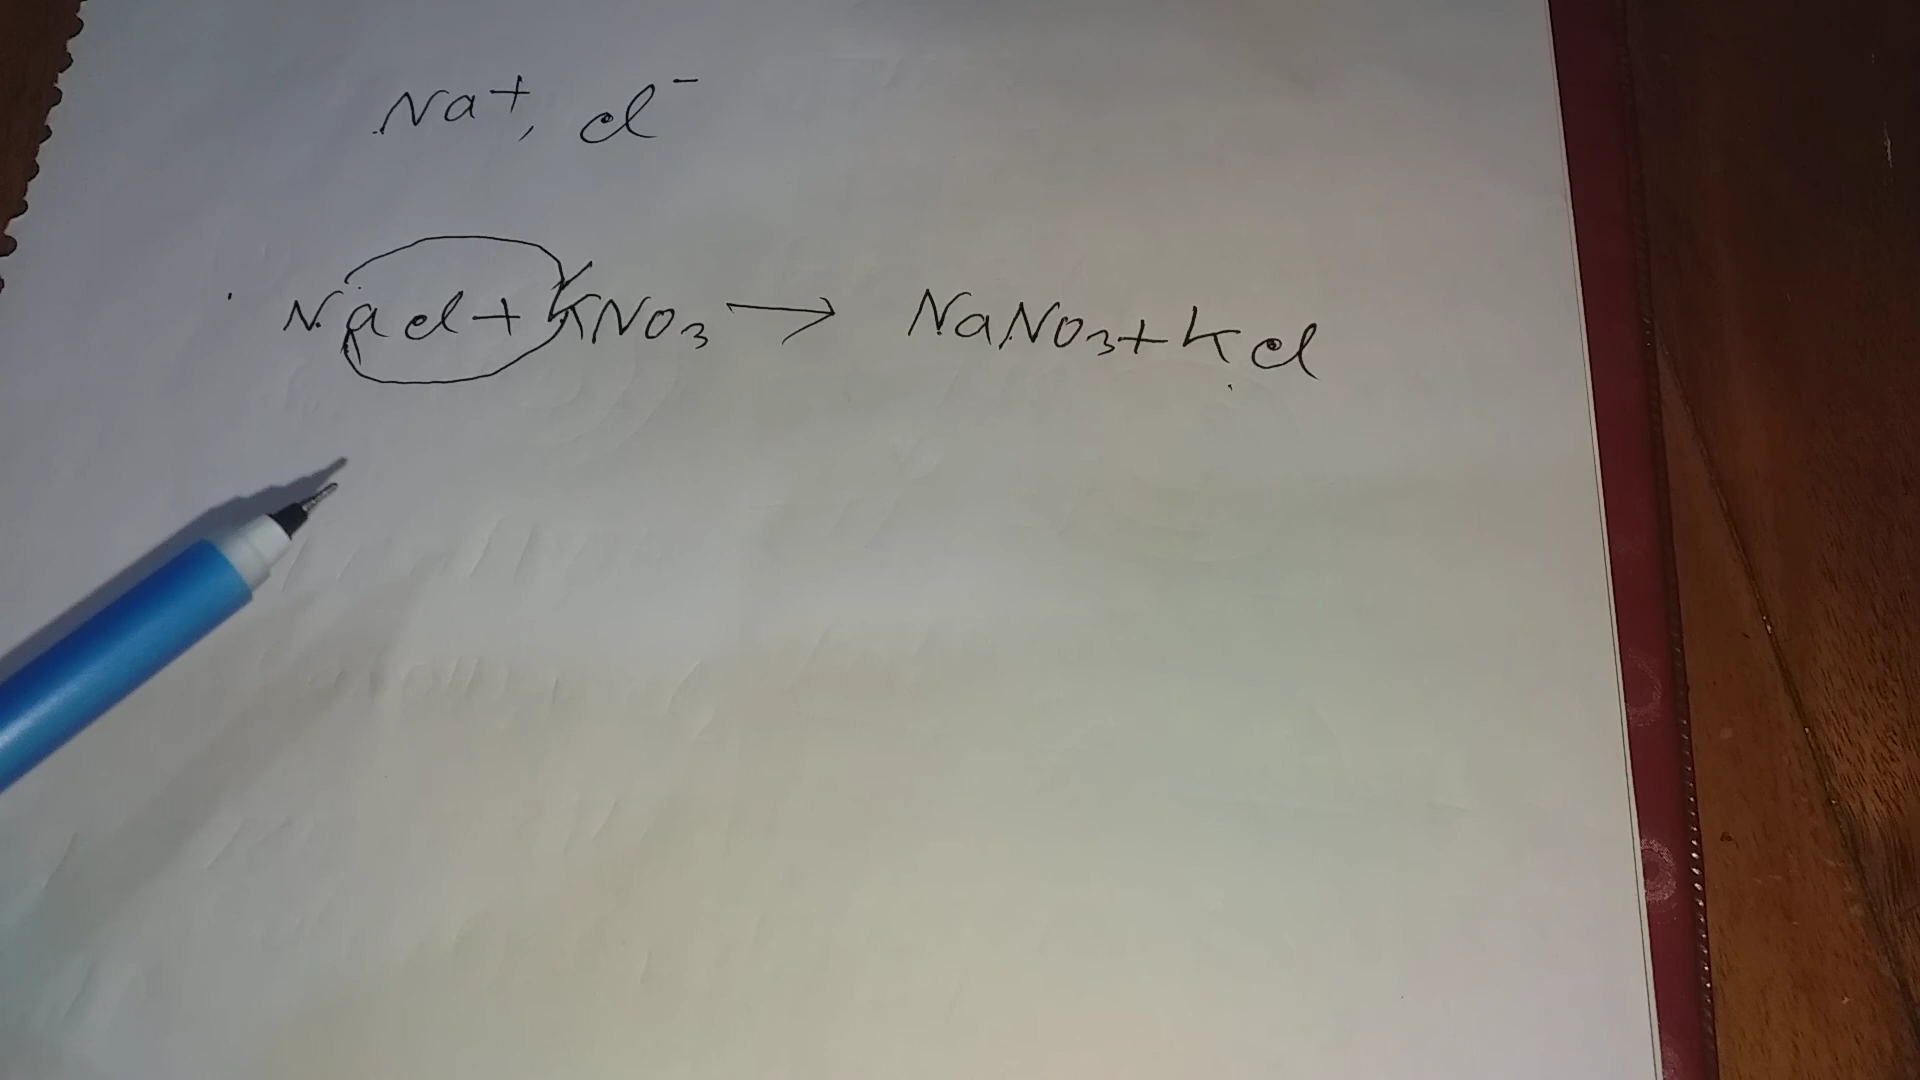 Na+, Cl-
NaCl + KNO3 → NaNO3 + KCl